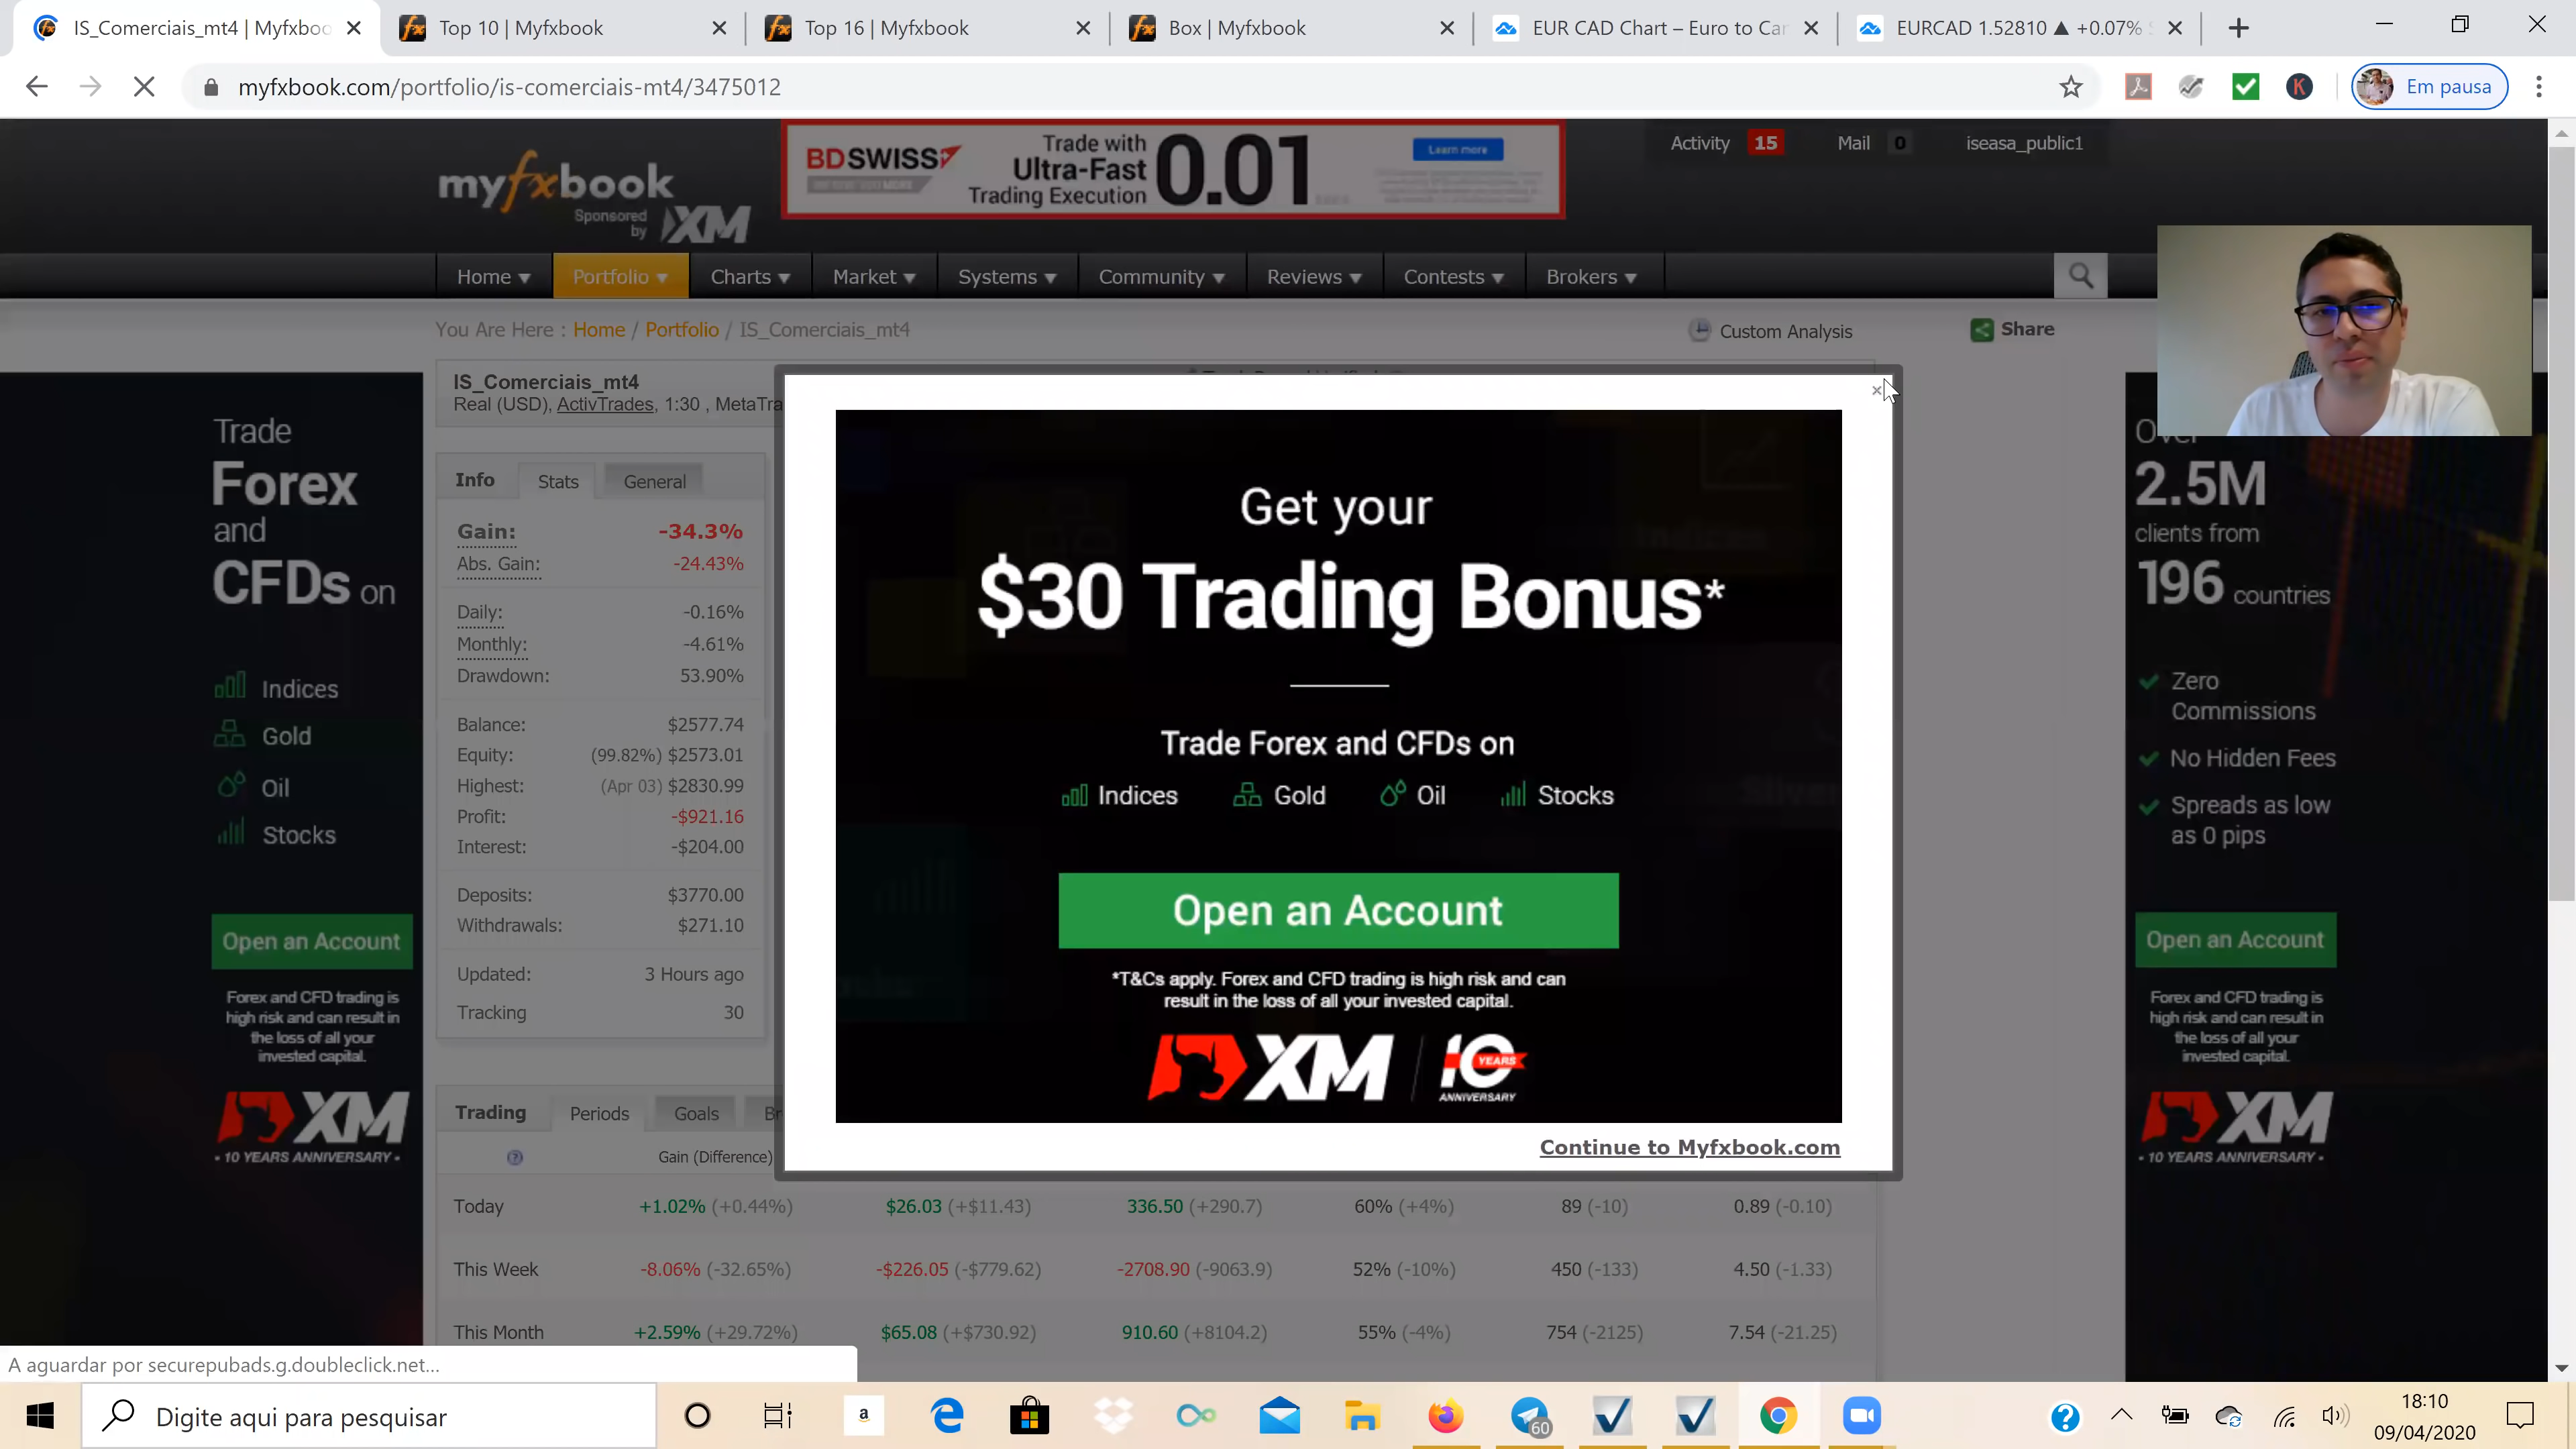 IS_Comerciais_mt4 | Myfxboo
Top 10 | Myfxbook
Top 16 | Myfxbook
Box | Myfxbook
EUR CAD Chart – Euro to Can
EURCAD 1.52810 ▲ +0.07%
myfxbook.com/portfolio/is-comerciais-mt4/3475012
Em pausa
myfxbook
Sponsored by XM
BDSWISS
Trade with
Ultra-Fast
Trading Execution
0.01
Learn more
Activity 15
Mail 0
iseasa_public1
Home ▼
Portfolio ▼
Charts ▼
Market ▼
Systems ▼
Community ▼
Reviews ▼
Contests ▼
Brokers ▼
You Are Here : Home / Portfolio / IS_Comerciais_mt4
Custom Analysis
Share
IS_Comerciais_mt4
Real (USD), ActivTrades, 1:30 , MetaTra
Info Stats General
Gain: -34.3%
Abs. Gain: -24.43%
Daily: -0.16%
Monthly: -4.61%
Drawdown: 53.90%
Balance: $2577.74
Equity: (99.82%) $2573.01
Highest: (Apr 03) $2830.99
Profit: -$921.16
Interest: -$204.00
Deposits: $3770.00
Withdrawals: $271.10
Updated: 3 Hours ago
Tracking 30
Trade
Forex
and
CFDs on
Indices
Gold
Oil
Stocks
Open an Account
Forex and CFD trading is
high risk and can result in
the loss of all your
invested capital.
XM
• 10 YEARS ANNIVERSARY •
×
Get your
$30 Trading Bonus*
Trade Forex and CFDs on
Indices Gold Oil Stocks
Open an Account
*T&Cs apply. Forex and CFD trading is high risk and can
result in the loss of all your invested capital.
XM 10 YEARS
ANNIVERSARY
Continue to Myfxbook.com
Over
2.5M
clients from
196 countries
Zero
Commissions
No Hidden Fees
Spreads as low
as 0 pips
Open an Account
Forex and CFD trading is
high risk and can result in
the loss of all your
invested capital.
XM
• 10 YEARS ANNIVERSARY •
Trading Periods Goals Br
Gain (Difference)
Today +1.02% (+0.44%) $26.03 (+$11.43) 336.50 (+290.7) 60% (+4%) 89 (-10) 0.89 (-0.10)
This Week -8.06% (-32.65%) -$226.05 (-$779.62) -2708.90 (-9063.9) 52% (-10%) 450 (-133) 4.50 (-1.33)
This Month +2.59% (+29.72%) $65.08 (+$730.92) 910.60 (+8104.2) 55% (-4%) 754 (-2125) 7.54 (-21.25)
A aguardar por securepubads.g.doubleclick.net...
Digite aqui para pesquisar
a
60
18:10
09/04/2020